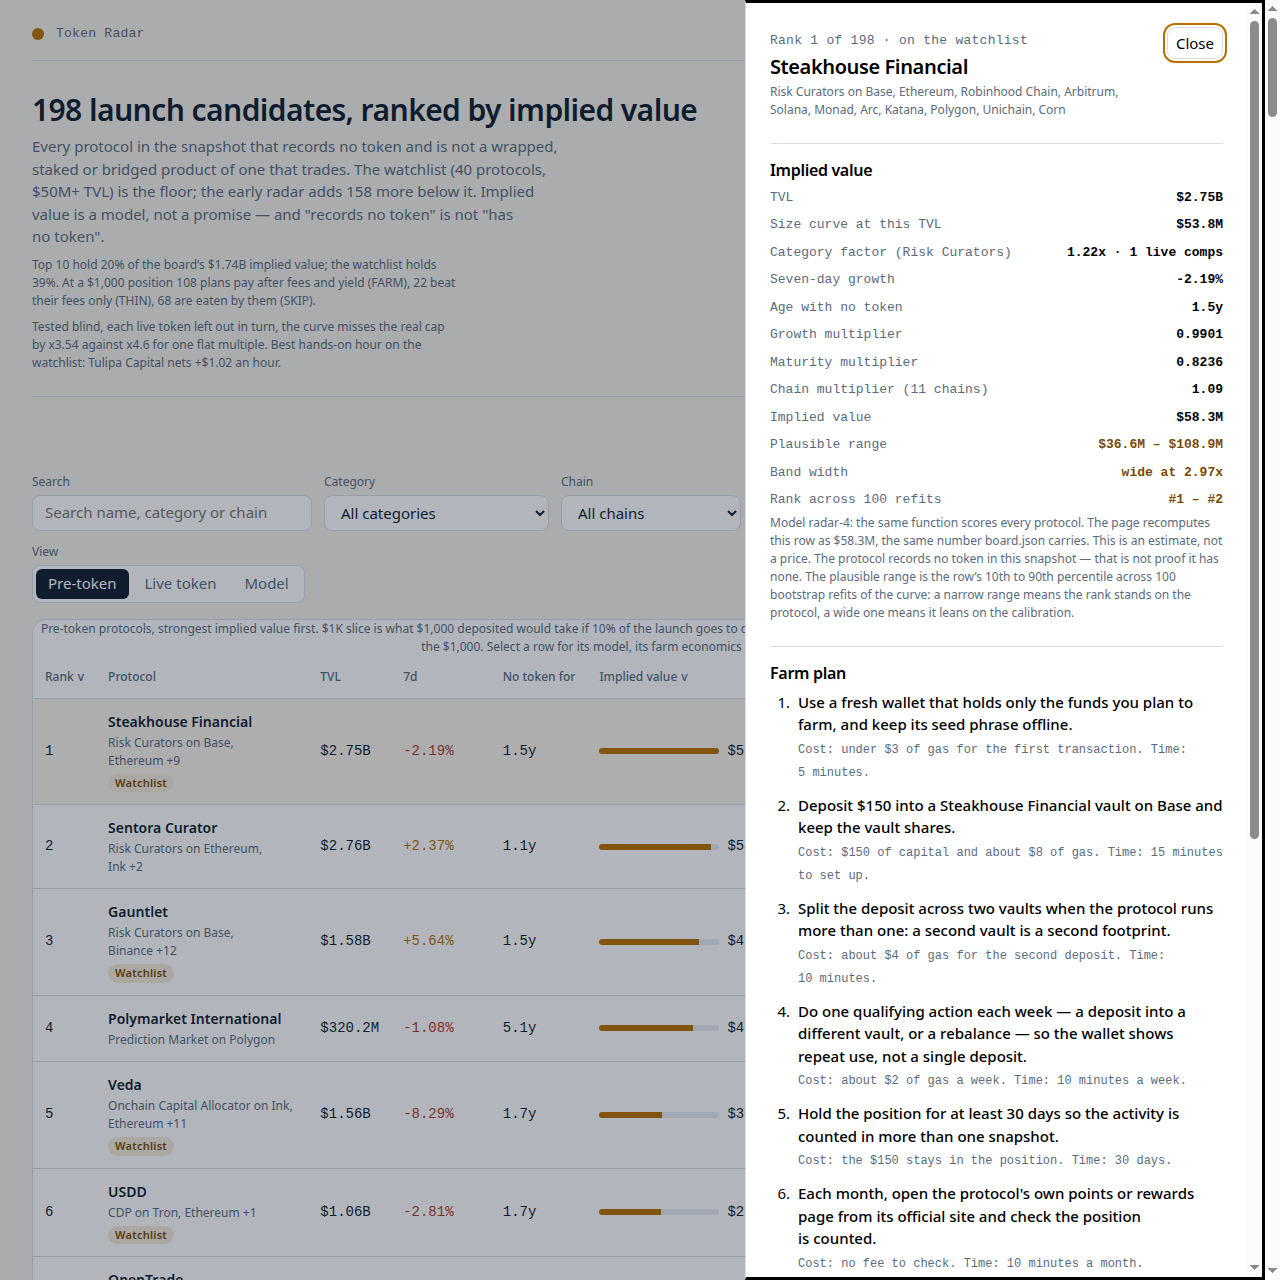 Token Radar
198 launch candidates, ranked by implied value
Every protocol in the snapshot that records no token and is not a wrapped,
staked or bridged product of one that trades. The watchlist (40 protocols,
$50M+ TVL) is the floor; the early radar adds 158 more below it. Implied
value is a model, not a promise — and "records no token" is not "has
no token".
Top 10 hold 20% of the board's $1.74B implied value; the watchlist holds
39%. At a $1,000 position 108 plans pay after fees and yield (FARM), 22 beat
their fees only (THIN), 68 are eaten by them (SKIP).
Tested blind, each live token left out in turn, the curve misses the real cap
by x3.54 against x4.6 for one flat multiple. Best hands-on hour on the
watchlist: Tulipa Capital nets +$1.02 an hour.
Search
Category
Chain
Search name, category or chain
All categories
All chains
View
Pre-token
Live token
Model
Pre-token protocols, strongest implied value first. $1K slice is what $1,000 deposited would take if 10% of the launch goes to
the $1,000. Select a row for its model, its farm economics
Rank v
Protocol
TVL
7d
No token for
Implied value v
1
Steakhouse Financial
Risk Curators on Base,
Ethereum +9
Watchlist
$2.75B
-2.19%
1.5y
2
Sentora Curator
Risk Curators on Ethereum,
Ink +2
$2.76B
+2.37%
1.1y
3
Gauntlet
Risk Curators on Base,
Binance +12
Watchlist
$1.58B
+5.64%
1.5y
4
Polymarket International
Prediction Market on Polygon
$320.2M
-1.08%
5.1y
5
Veda
Onchain Capital Allocator on Ink,
Ethereum +11
Watchlist
$1.56B
-8.29%
1.7y
6
USDD
CDP on Tron, Ethereum +1
Watchlist
$1.06B
-2.81%
1.7y
OpenTrade
Rank 1 of 198 · on the watchlist
Close
Steakhouse Financial
Risk Curators on Base, Ethereum, Robinhood Chain, Arbitrum,
Solana, Monad, Arc, Katana, Polygon, Unichain, Corn
Implied value
TVL $2.75B
Size curve at this TVL $53.8M
Category factor (Risk Curators) 1.22x · 1 live comps
Seven-day growth -2.19%
Age with no token 1.5y
Growth multiplier 0.9901
Maturity multiplier 0.8236
Chain multiplier (11 chains) 1.09
Implied value $58.3M
Plausible range $36.6M – $108.9M
Band width wide at 2.97x
Rank across 100 refits #1 – #2
Model radar-4: the same function scores every protocol. The page recomputes
this row as $58.3M, the same number board.json carries. This is an estimate, not
a price. The protocol records no token in this snapshot — that is not proof it has
none. The plausible range is the row's 10th to 90th percentile across 100
bootstrap refits of the curve: a narrow range means the rank stands on the
protocol, a wide one means it leans on the calibration.
Farm plan
1. Use a fresh wallet that holds only the funds you plan to
farm, and keep its seed phrase offline.
Cost: under $3 of gas for the first transaction. Time:
5 minutes.
2. Deposit $150 into a Steakhouse Financial vault on Base and
keep the vault shares.
Cost: $150 of capital and about $8 of gas. Time: 15 minutes
to set up.
3. Split the deposit across two vaults when the protocol runs
more than one: a second vault is a second footprint.
Cost: about $4 of gas for the second deposit. Time:
10 minutes.
4. Do one qualifying action each week — a deposit into a
different vault, or a rebalance — so the wallet shows
repeat use, not a single deposit.
Cost: about $2 of gas a week. Time: 10 minutes a week.
5. Hold the position for at least 30 days so the activity is
counted in more than one snapshot.
Cost: the $150 stays in the position. Time: 30 days.
6. Each month, open the protocol's own points or rewards
page from its official site and check the position
is counted.
Cost: no fee to check. Time: 10 minutes a month.